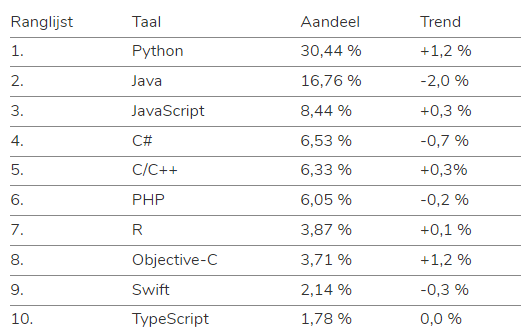 Ranglijst Taal Aandeel Trend
1. Python 30,44 % +1,2 %
2. Java 16,76 % -2,0 %
3. JavaScript 8,44 % +0,3 %
4. C# 6,53 % -0,7 %
5. C/C++ 6,33 % +0,3%
6. PHP 6,05 % -0,2 %
7. R 3,87 % +0,1 %
8. Objective-C 3,71 % +1,2 %
9. Swift 2,14 % -0,3 %
10. TypeScript 1,78 % 0,0 %